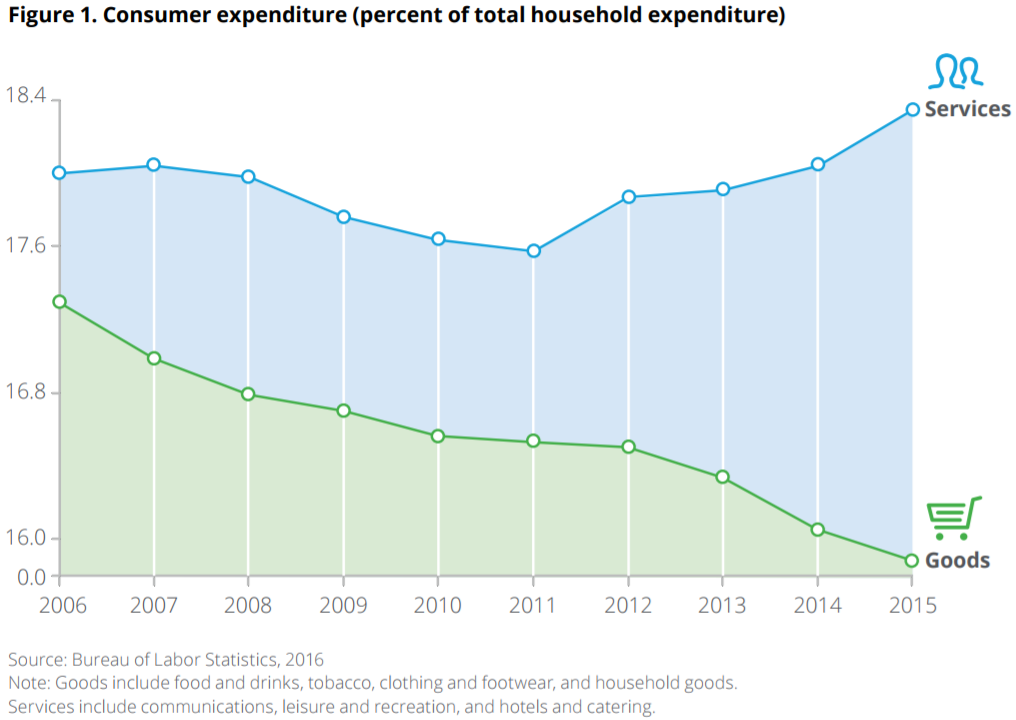 Figure 1. Consumer expenditure (percent of total household expenditure)
18.4
Services
17.6
16.8
16.0
Goods
0.0
2006 2007 2008 2009 2010 2011 2012 2013 2014 2015
Source: Bureau of Labor Statistics, 2016
Note: Goods include food and drinks, tobacco, clothing and footwear, and household goods.
Services include communications, leisure and recreation, and hotels and catering.